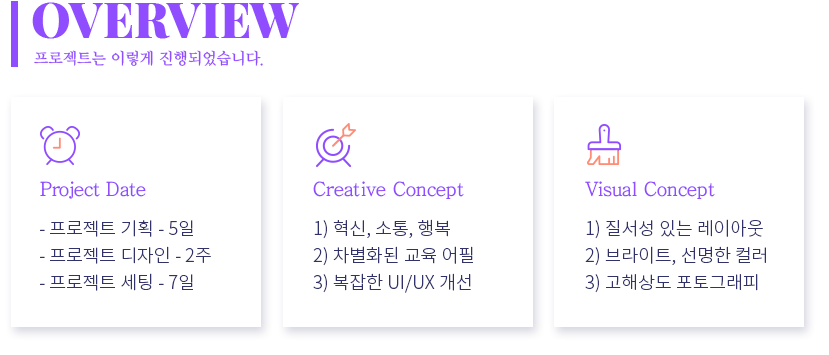 OVERVIEW
프로젝트는 이렇게 진행되었습니다.
Project Date
- 프로젝트 기획 - 5일
- 프로젝트 디자인 - 2주
- 프로젝트 세팅 - 7일
Creative Concept
1) 혁신, 소통, 행복
2) 차별화된 교육 어필
3) 복잡한 UI/UX 개선
Visual Concept
1) 질서성 있는 레이아웃
2) 브라이트, 선명한 컬러
3) 고해상도 포토그래피